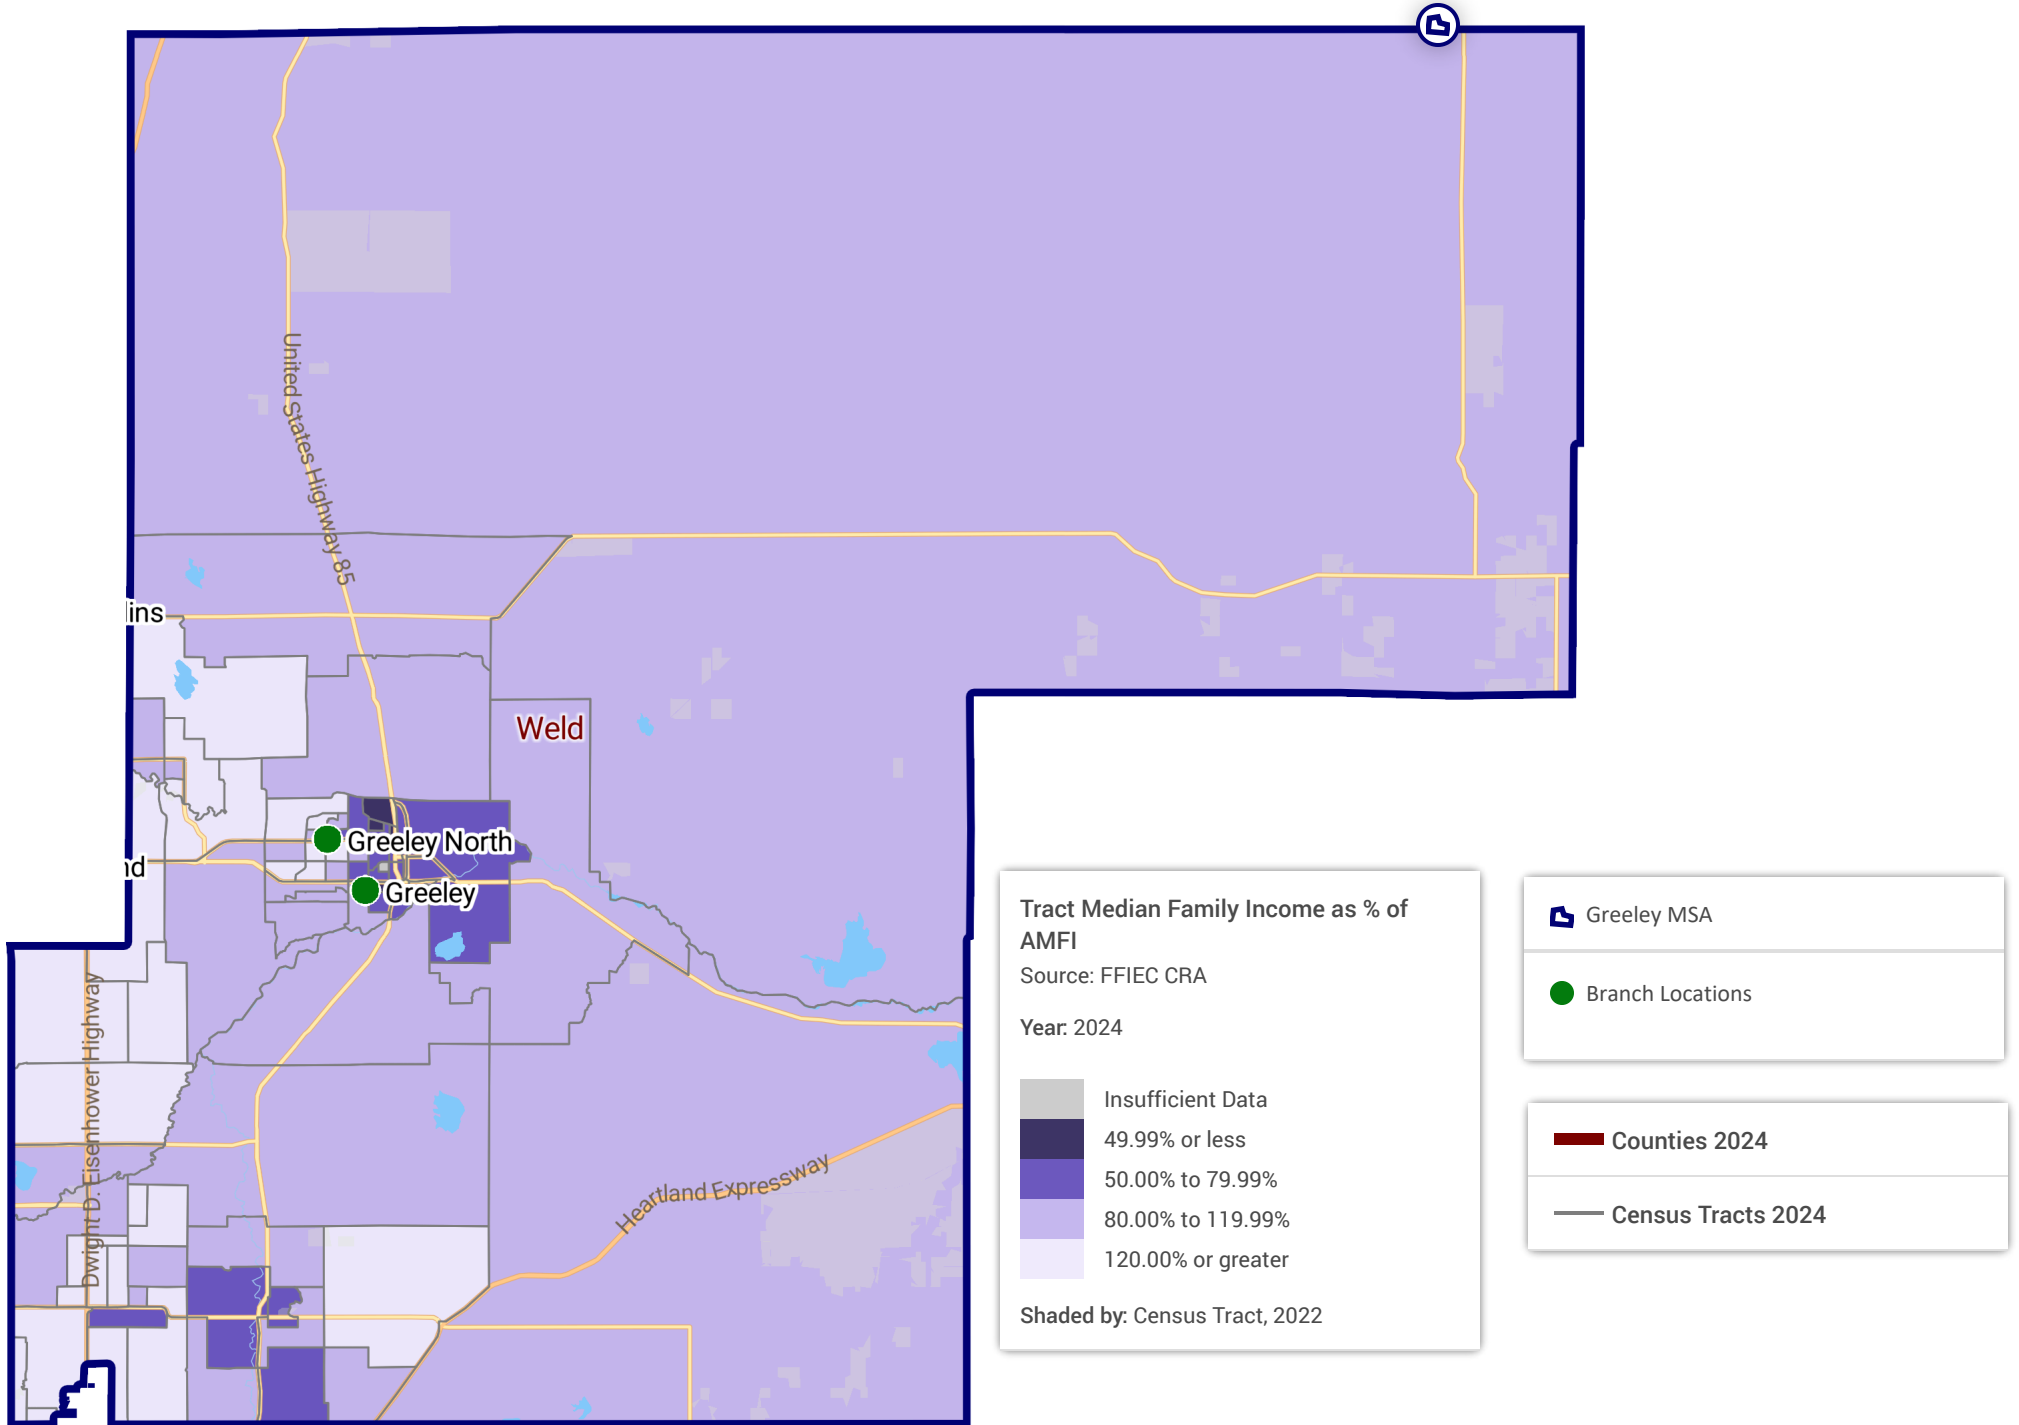 United States Highway 85
lins
Weld
Greeley North
nd
Greeley
Dwight D. Eisenhower Highway
Heartland Expressway
Tract Median Family Income as % of
AMFI
Source: FFIEC CRA
Year: 2024
Insufficient Data
49.99% or less
50.00% to 79.99%
80.00% to 119.99%
120.00% or greater
Shaded by: Census Tract, 2022
Greeley MSA
Branch Locations
Counties 2024
Census Tracts 2024